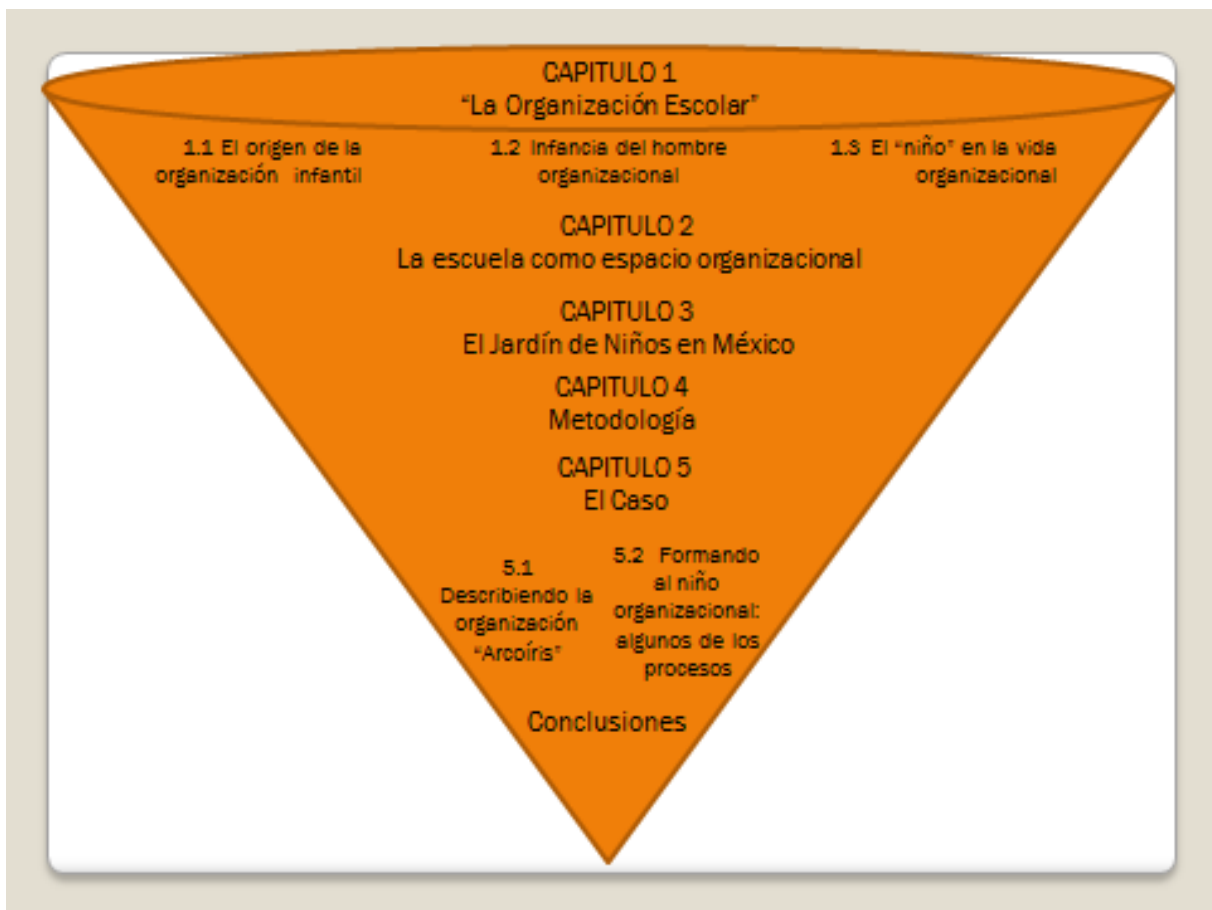 CAPITULO 1
“La Organización Escolar”
1.1 El origen de la
organización infantil
1.2 Infancia del hombre
organizacional
1.3 El “niño” en la vida
organizacional
CAPITULO 2
La escuela como espacio organizacional
CAPITULO 3
El Jardín de Niños en México
CAPITULO 4
Metodología
CAPITULO 5
El Caso
5.1
Describiendo la
organización
“Arcoíris”
5.2 Formando
al niño
organizacional:
algunos de los
procesos
Conclusiones